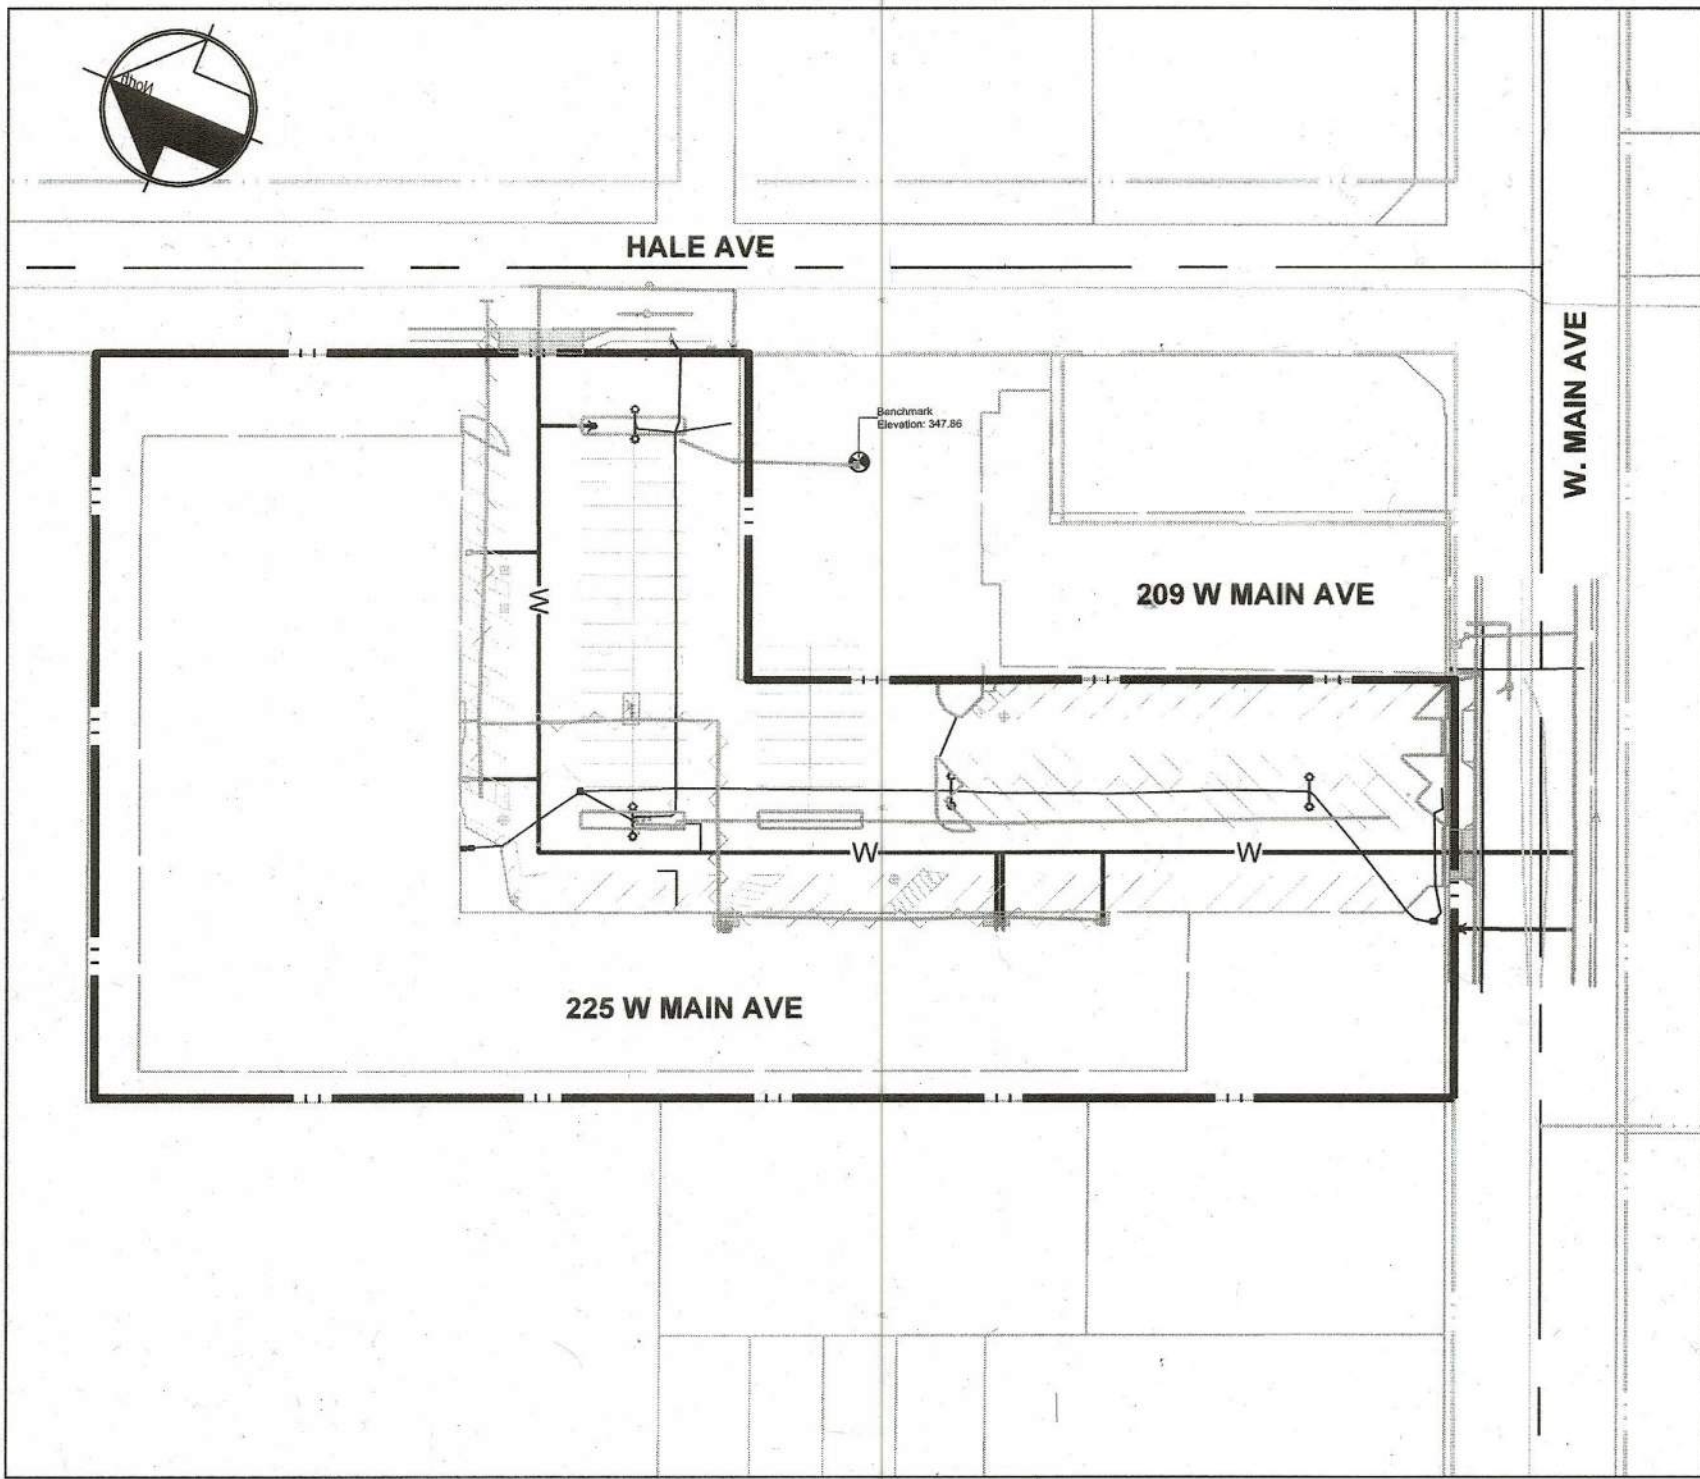 North
HALE AVE
W. MAIN AVE
Benchmark
Elevation: 347.86
209 W MAIN AVE
W
W
W
225 W MAIN AVE